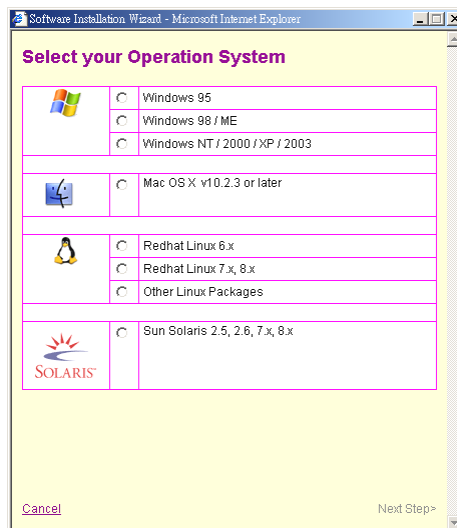 Software Installation Wizard - Microsoft Internet Explorer
Select your Operation System
Windows 95
Windows 98 / ME
Windows NT / 2000 / XP / 2003
Mac OS X v10.2.3 or later
Redhat Linux 6.x
Redhat Linux 7.x, 8.x
Other Linux Packages
Sun Solaris 2.5, 2.6, 7.x, 8.x
SOLARIS
Cancel
Next Step>